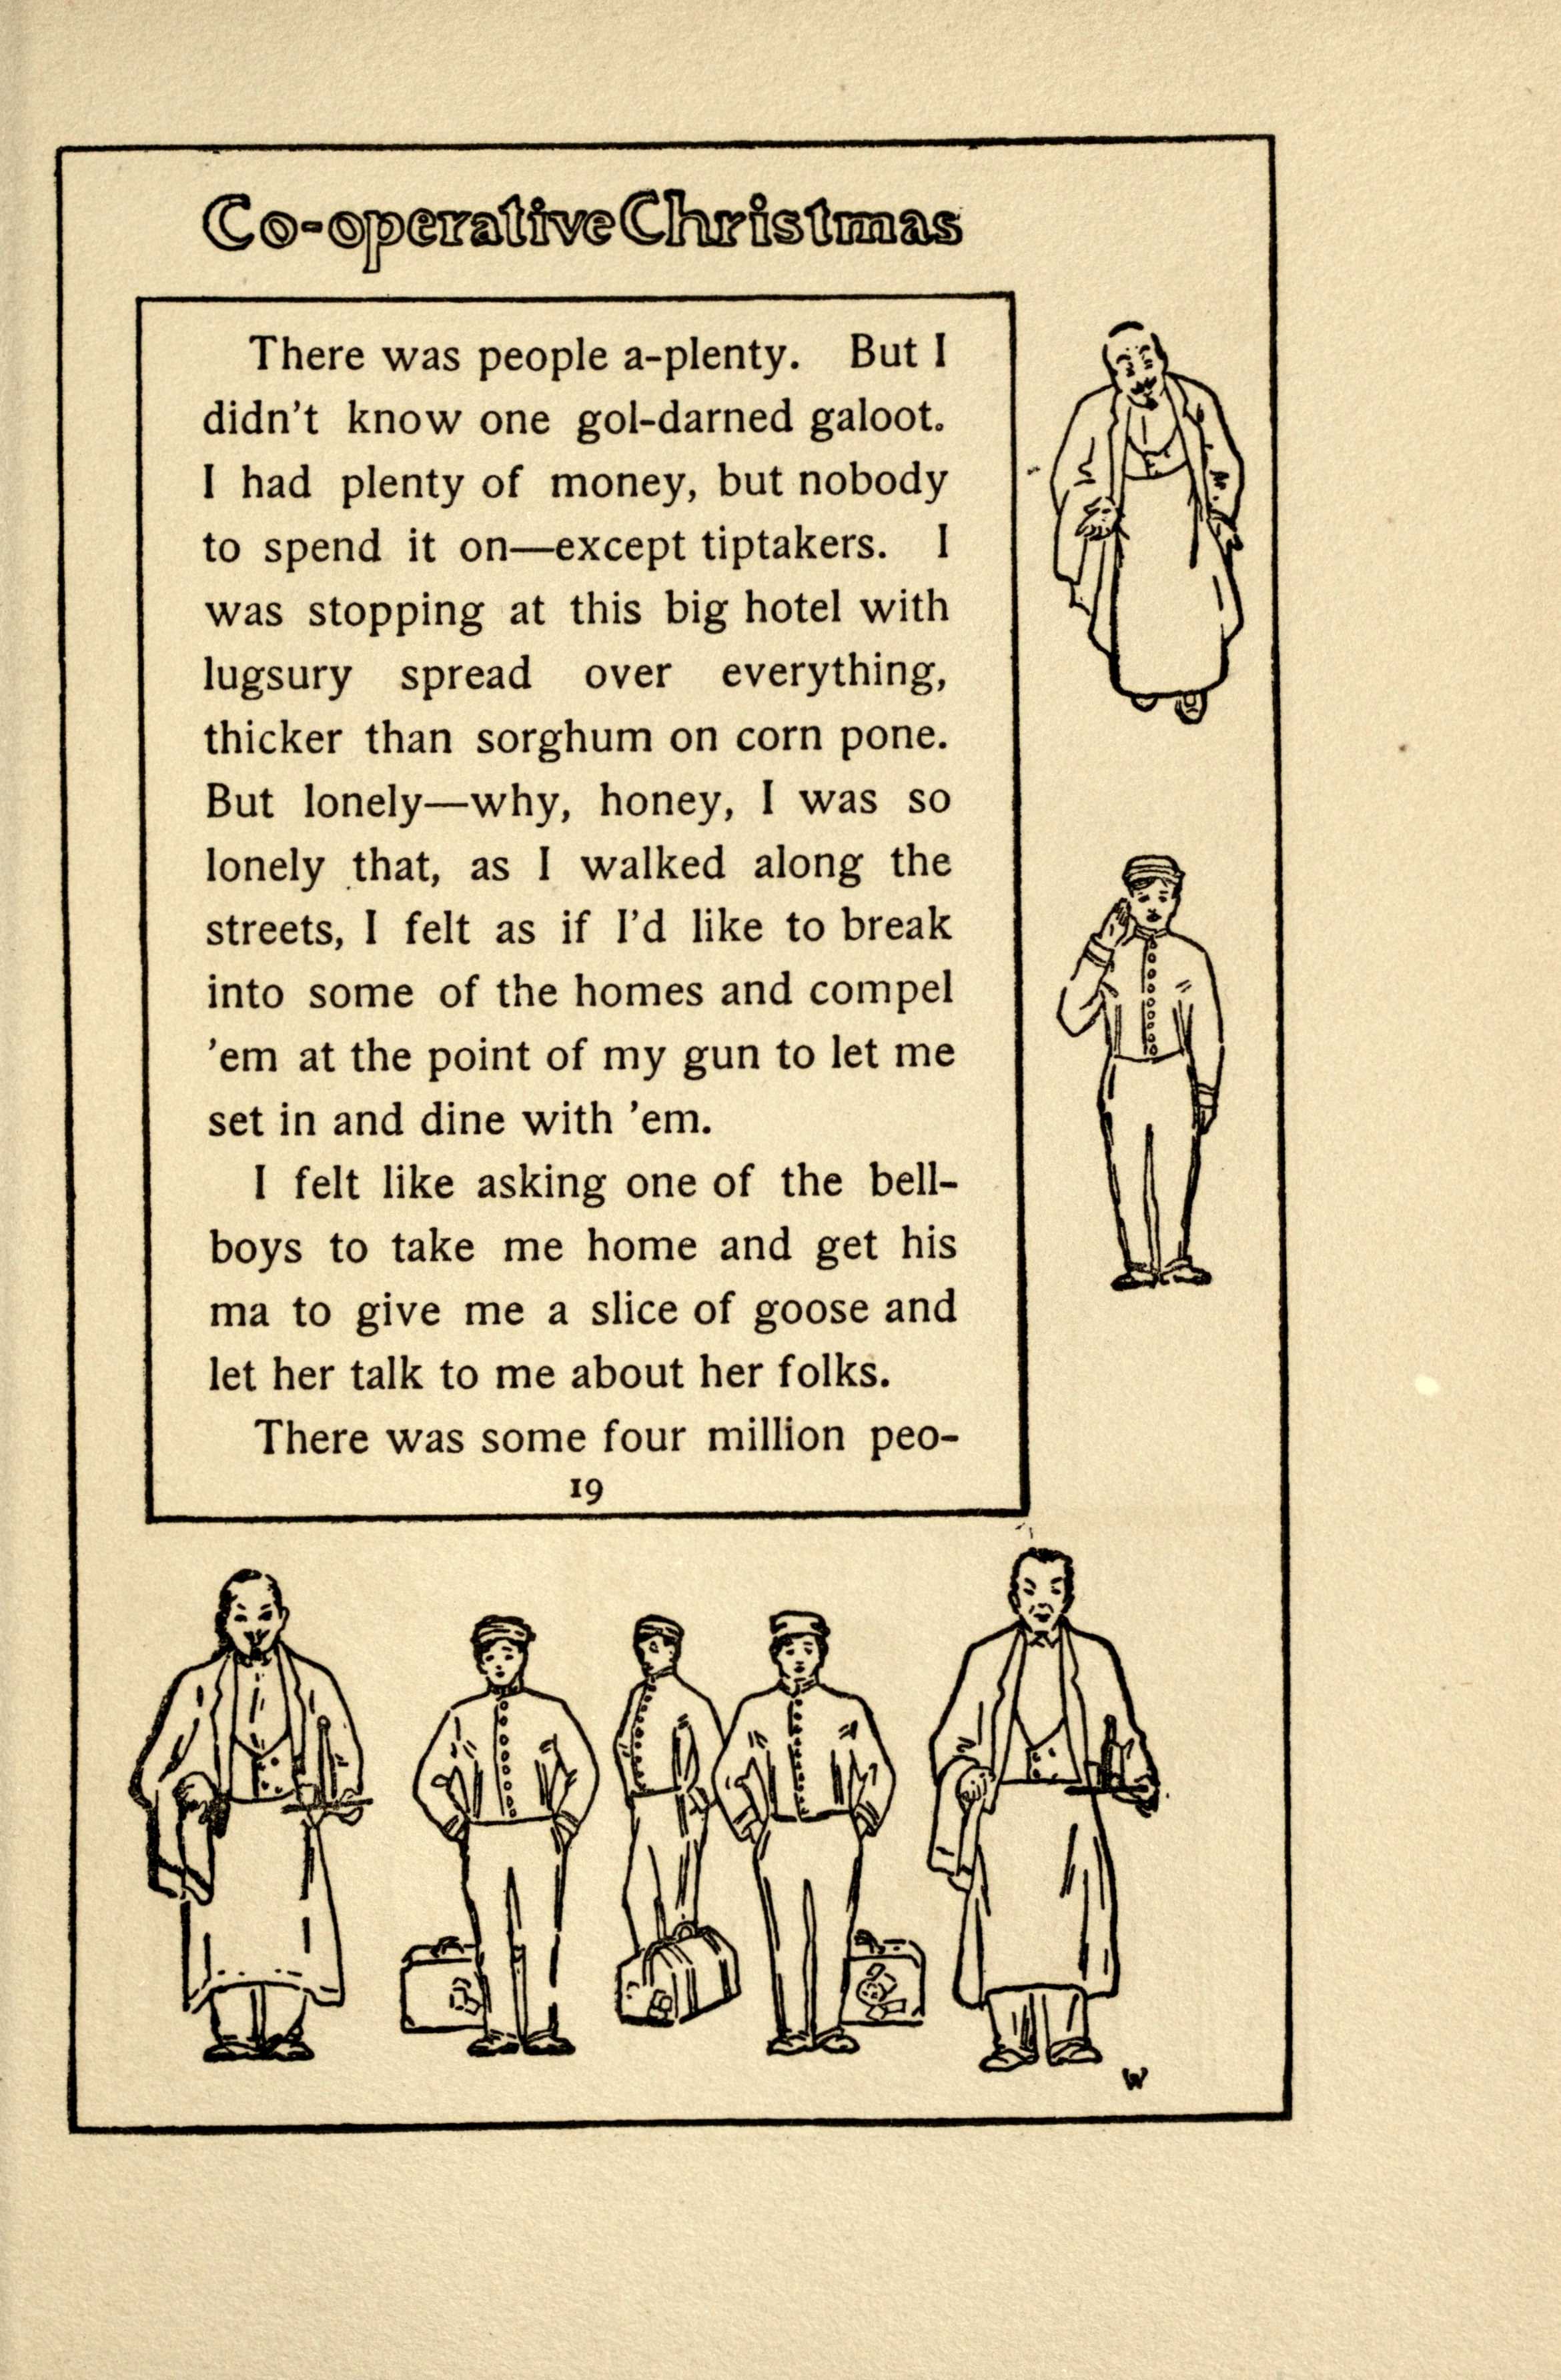 Co-operative Christmas
There was people a-plenty. But I
didn't know one gol-darned galoot.
I had plenty of money, but nobody
to spend it on—except tiptakers. I
was stopping at this big hotel with
lugsury spread over everything,
thicker than sorghum on corn pone.
But lonely—why, honey, I was so
lonely that, as I walked along the
streets, I felt as if I'd like to break
into some of the homes and compel
'em at the point of my gun to let me
set in and dine with 'em.
I felt like asking one of the bell-
boys to take me home and get his
ma to give me a slice of goose and
let her talk to me about her folks.
There was some four million peo-
19
W